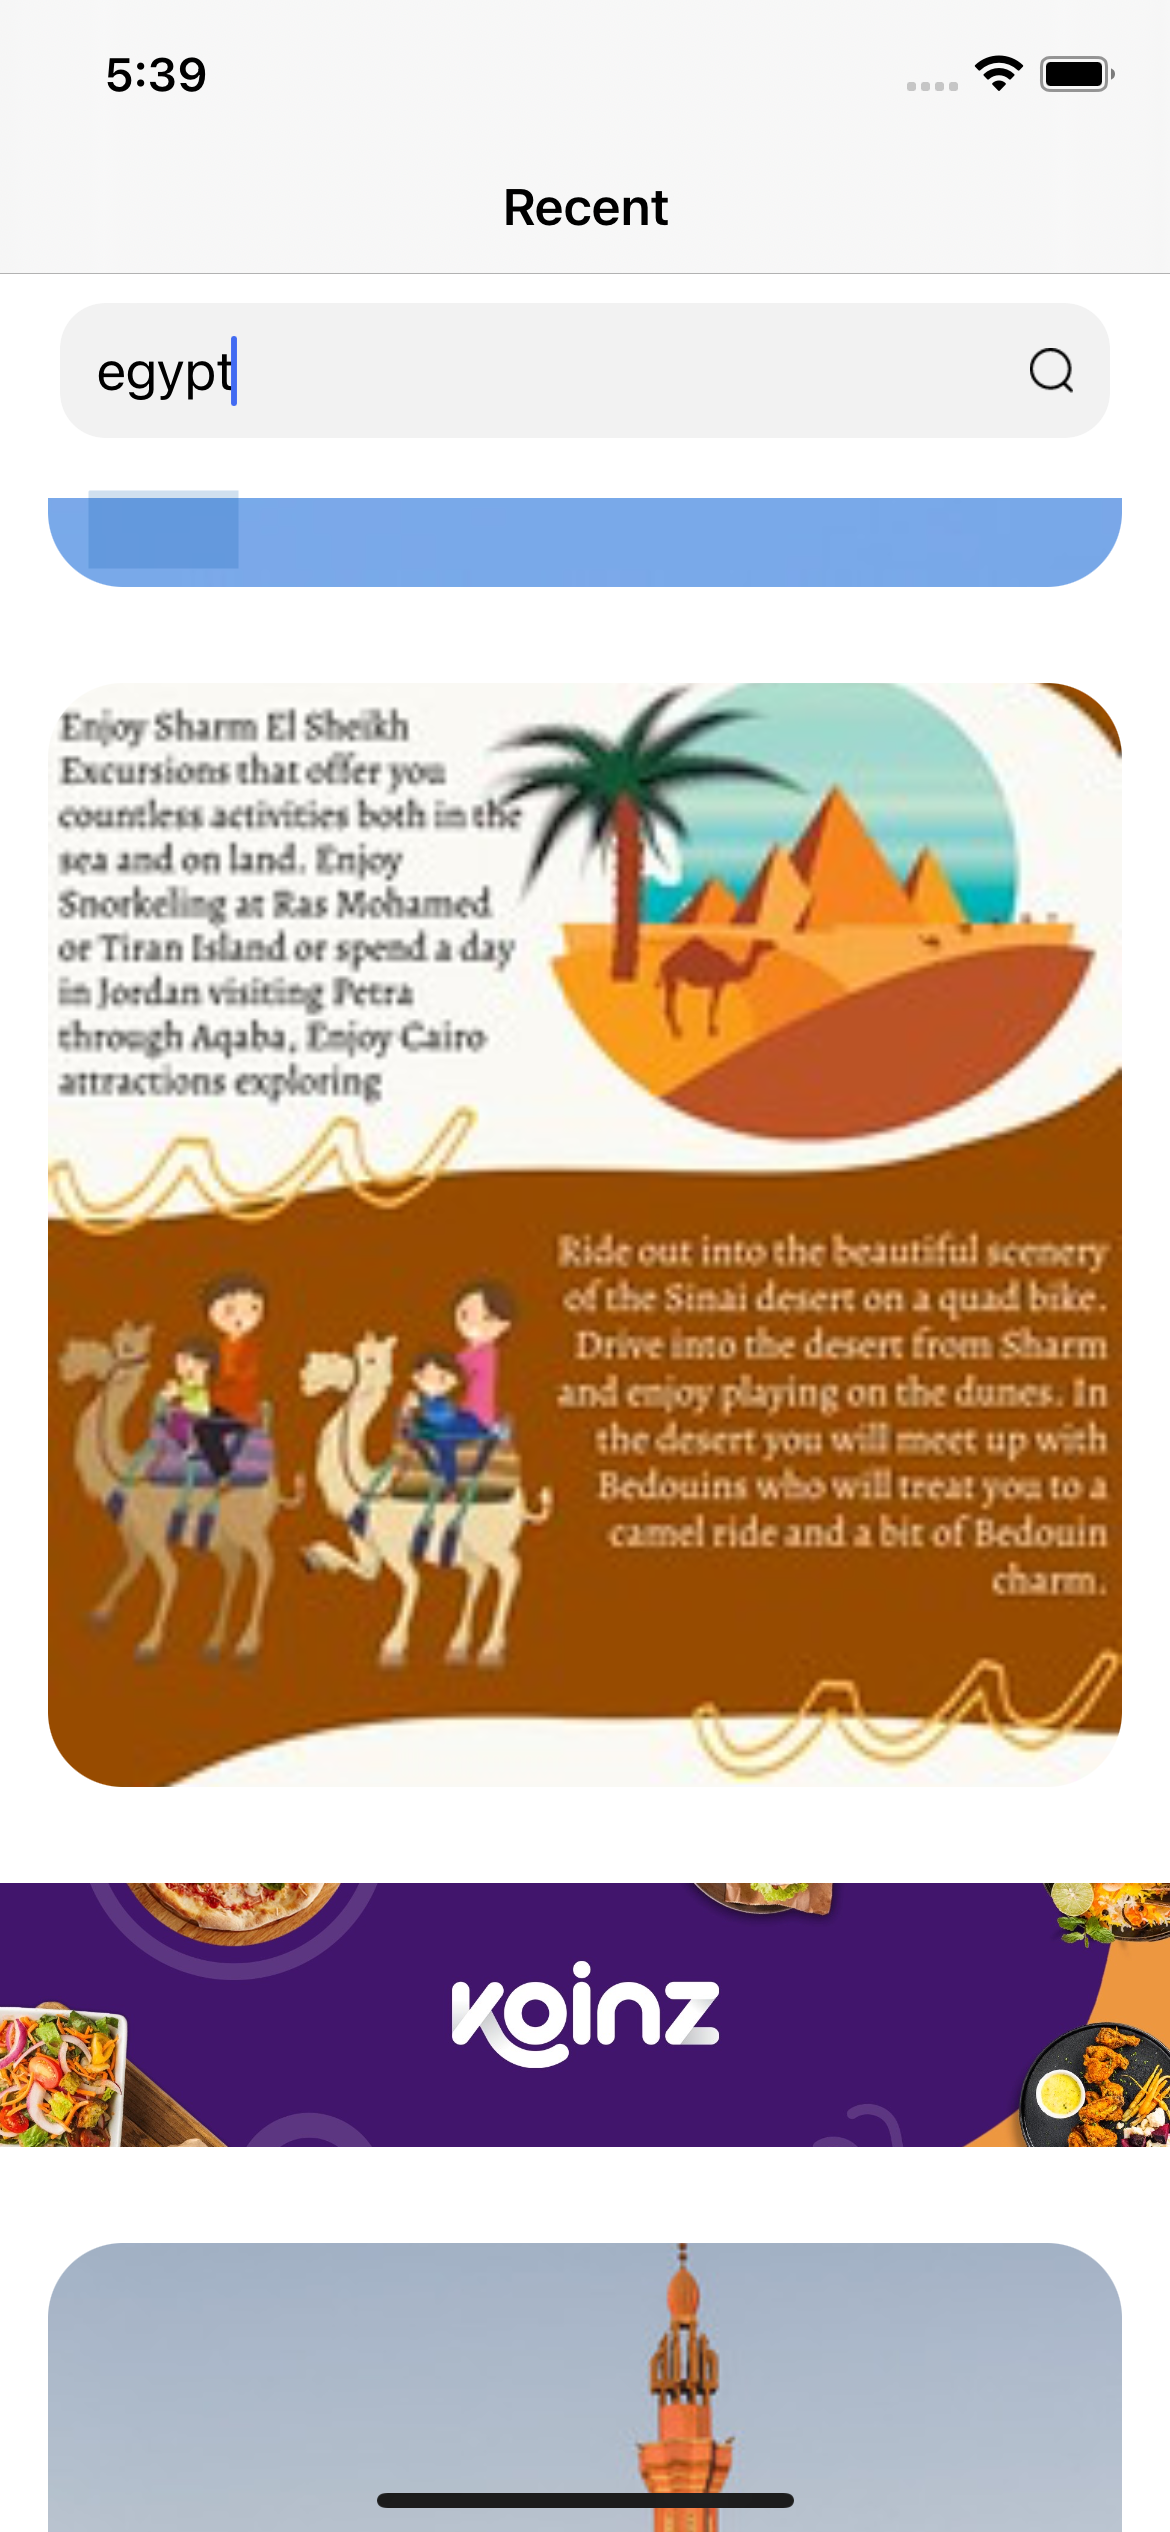 5:39
Recent
egypt
Enjoy Sharm El Sheikh
Excursions that offer you
countless activities both in the
sea and on land. Enjoy
Snorkeling at Ras Mohamed
or Tiran Island or spend a day
in Jordan visiting Petra
through Aqaba, Enjoy Cairo
attractions exploring
Ride out into the beautiful scenery
of the Sinai desert on a quad bike.
Drive into the desert from Sharm
and enjoy playing on the dunes. In
the desert you will meet up with
Bedouins who will treat you to a
camel ride and a bit of Bedouin
charm.
koinz